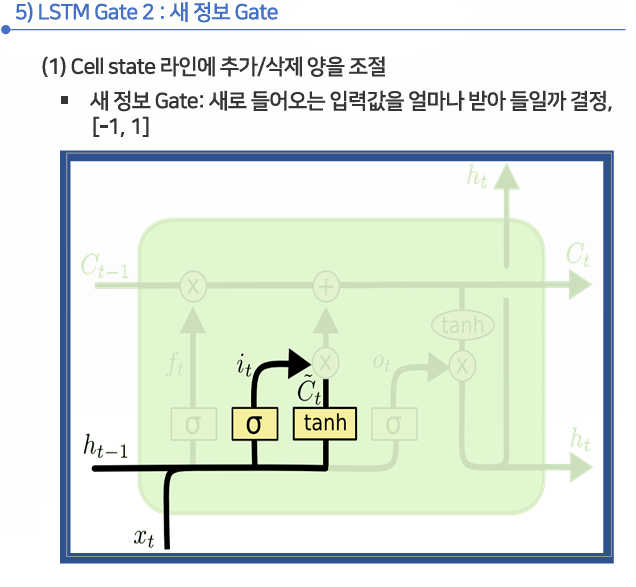 5) LSTM Gate 2 : 새 정보 Gate
(1) Cell state 라인에 추가/삭제 양을 조절
▪ 새 정보 Gate: 새로 들어오는 입력값을 얼마나 받아 들일까 결정,
[-1, 1]
h_t
C_{t-1}
C_t
x
+
tanh
f_t
i_t
x
o_t
x
C̃_t
σ
σ
tanh
σ
h_{t-1}
h_t
x_t